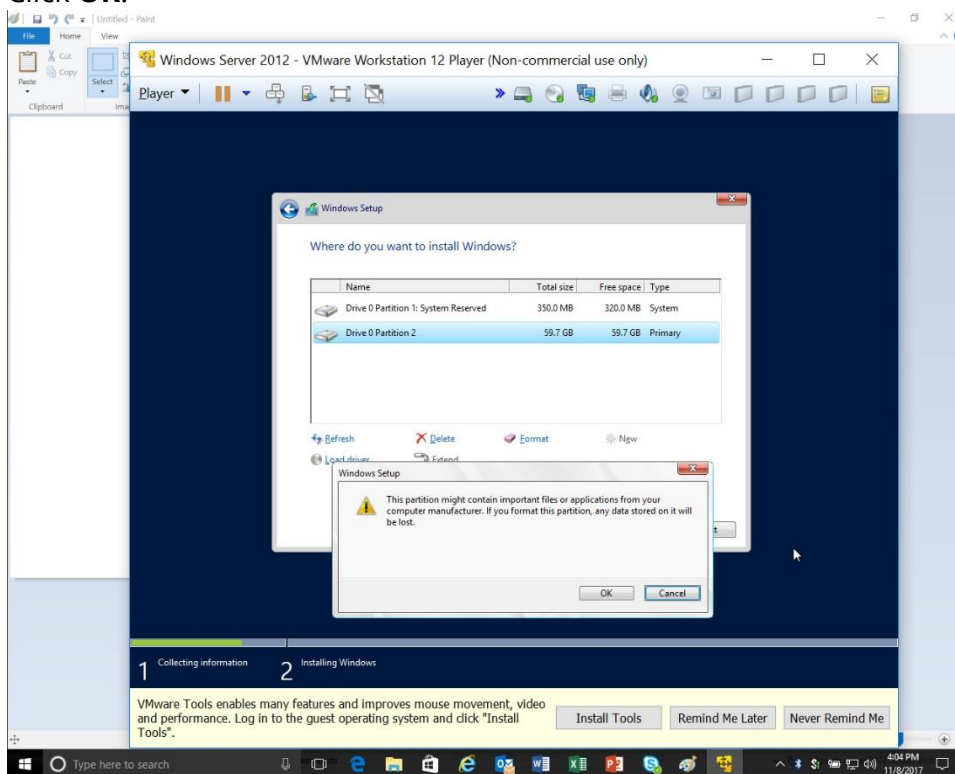 Click OK.
Untitled - Paint
File Home View
Cut
Copy
Paste
Select
Clipboard
Windows Server 2012 - VMware Workstation 12 Player (Non-commercial use only)
Player
Windows Setup
Where do you want to install Windows?
Name Total size Free space Type
Drive 0 Partition 1: System Reserved 350.0 MB 320.0 MB System
Drive 0 Partition 2 59.7 GB 59.7 GB Primary
Refresh Delete Format New
Load driver Extend
Windows Setup
This partition might contain important files or applications from your
computer manufacturer. If you format this partition, any data stored on it will
be lost.
OK Cancel
1 Collecting information 2 Installing Windows
VMware Tools enables many features and improves mouse movement, video
and performance. Log in to the guest operating system and click "Install
Tools".
Install Tools Remind Me Later Never Remind Me
Type here to search
4:04 PM
11/8/2017